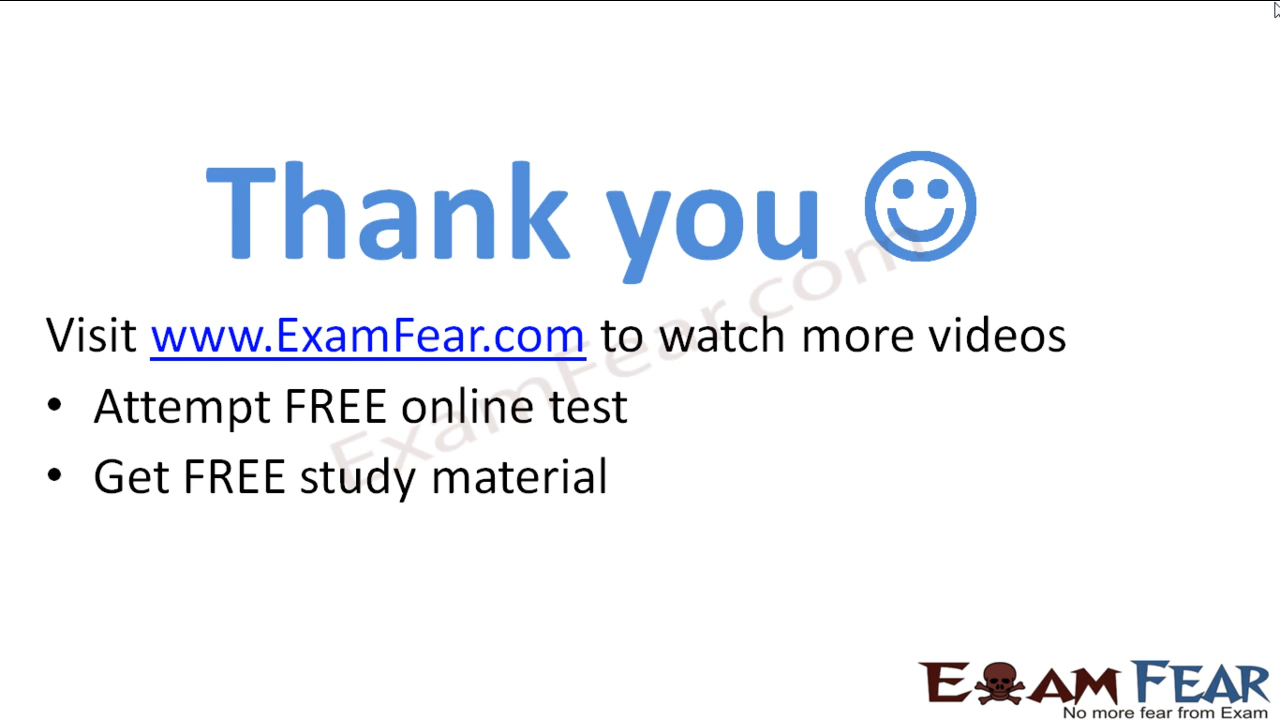 Thank you ☺
Visit www.ExamFear.com to watch more videos
• Attempt FREE online test
• Get FREE study material
ExamFear.com
EXAM FEAR
No more fear from Exam